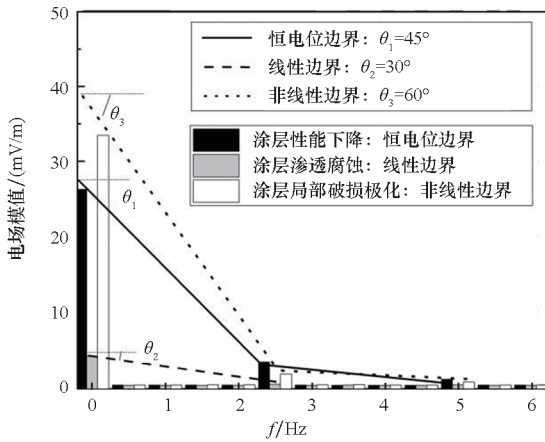 50
40
30
20
10
0
电场模值/(mV/m)
恒电位边界：θ₁=45°
线性边界：θ₂=30°
非线性边界：θ₃=60°
涂层性能下降：恒电位边界
涂层渗透腐蚀：线性边界
涂层局部破损极化：非线性边界
θ₃
θ₁
θ₂
0 1 2 3 4 5 6
f/Hz